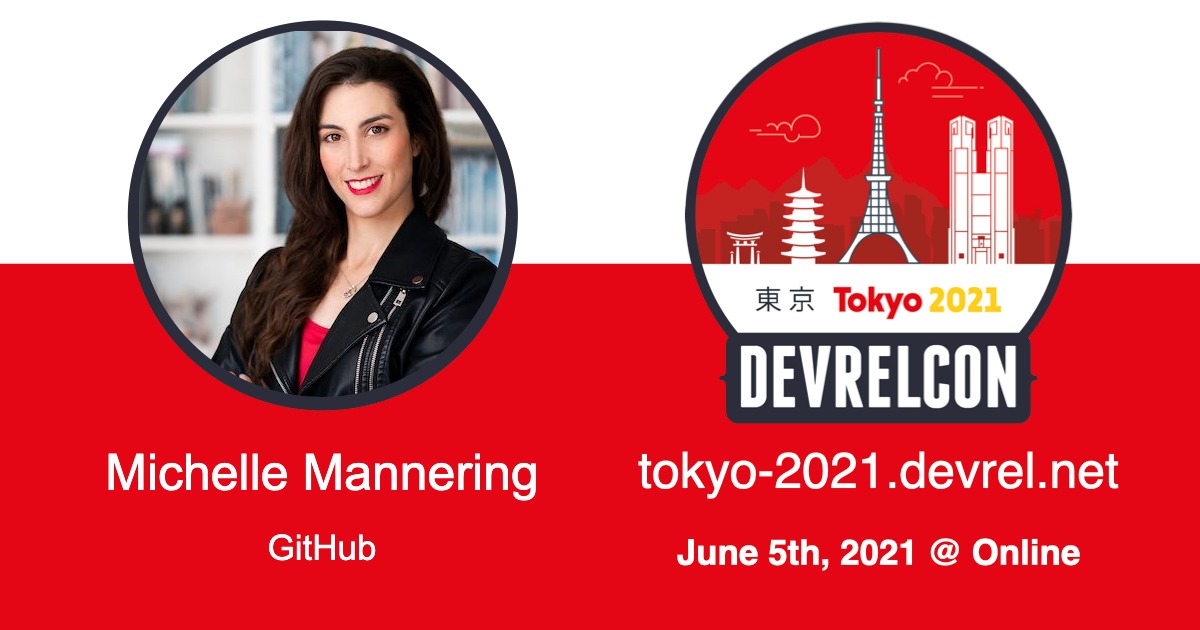 東京 Tokyo 2021
DEVRELCON
Michelle Mannering
GitHub
tokyo-2021.devrel.net
June 5th, 2021 @ Online